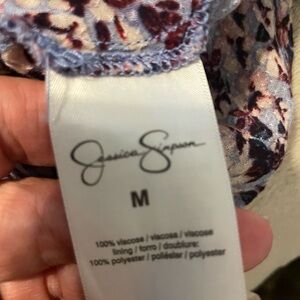 Jessica Simpson
M
100% viscose / viscosa / viscose
lining / forro / doublure:
100% polyester / poliéster / polyester